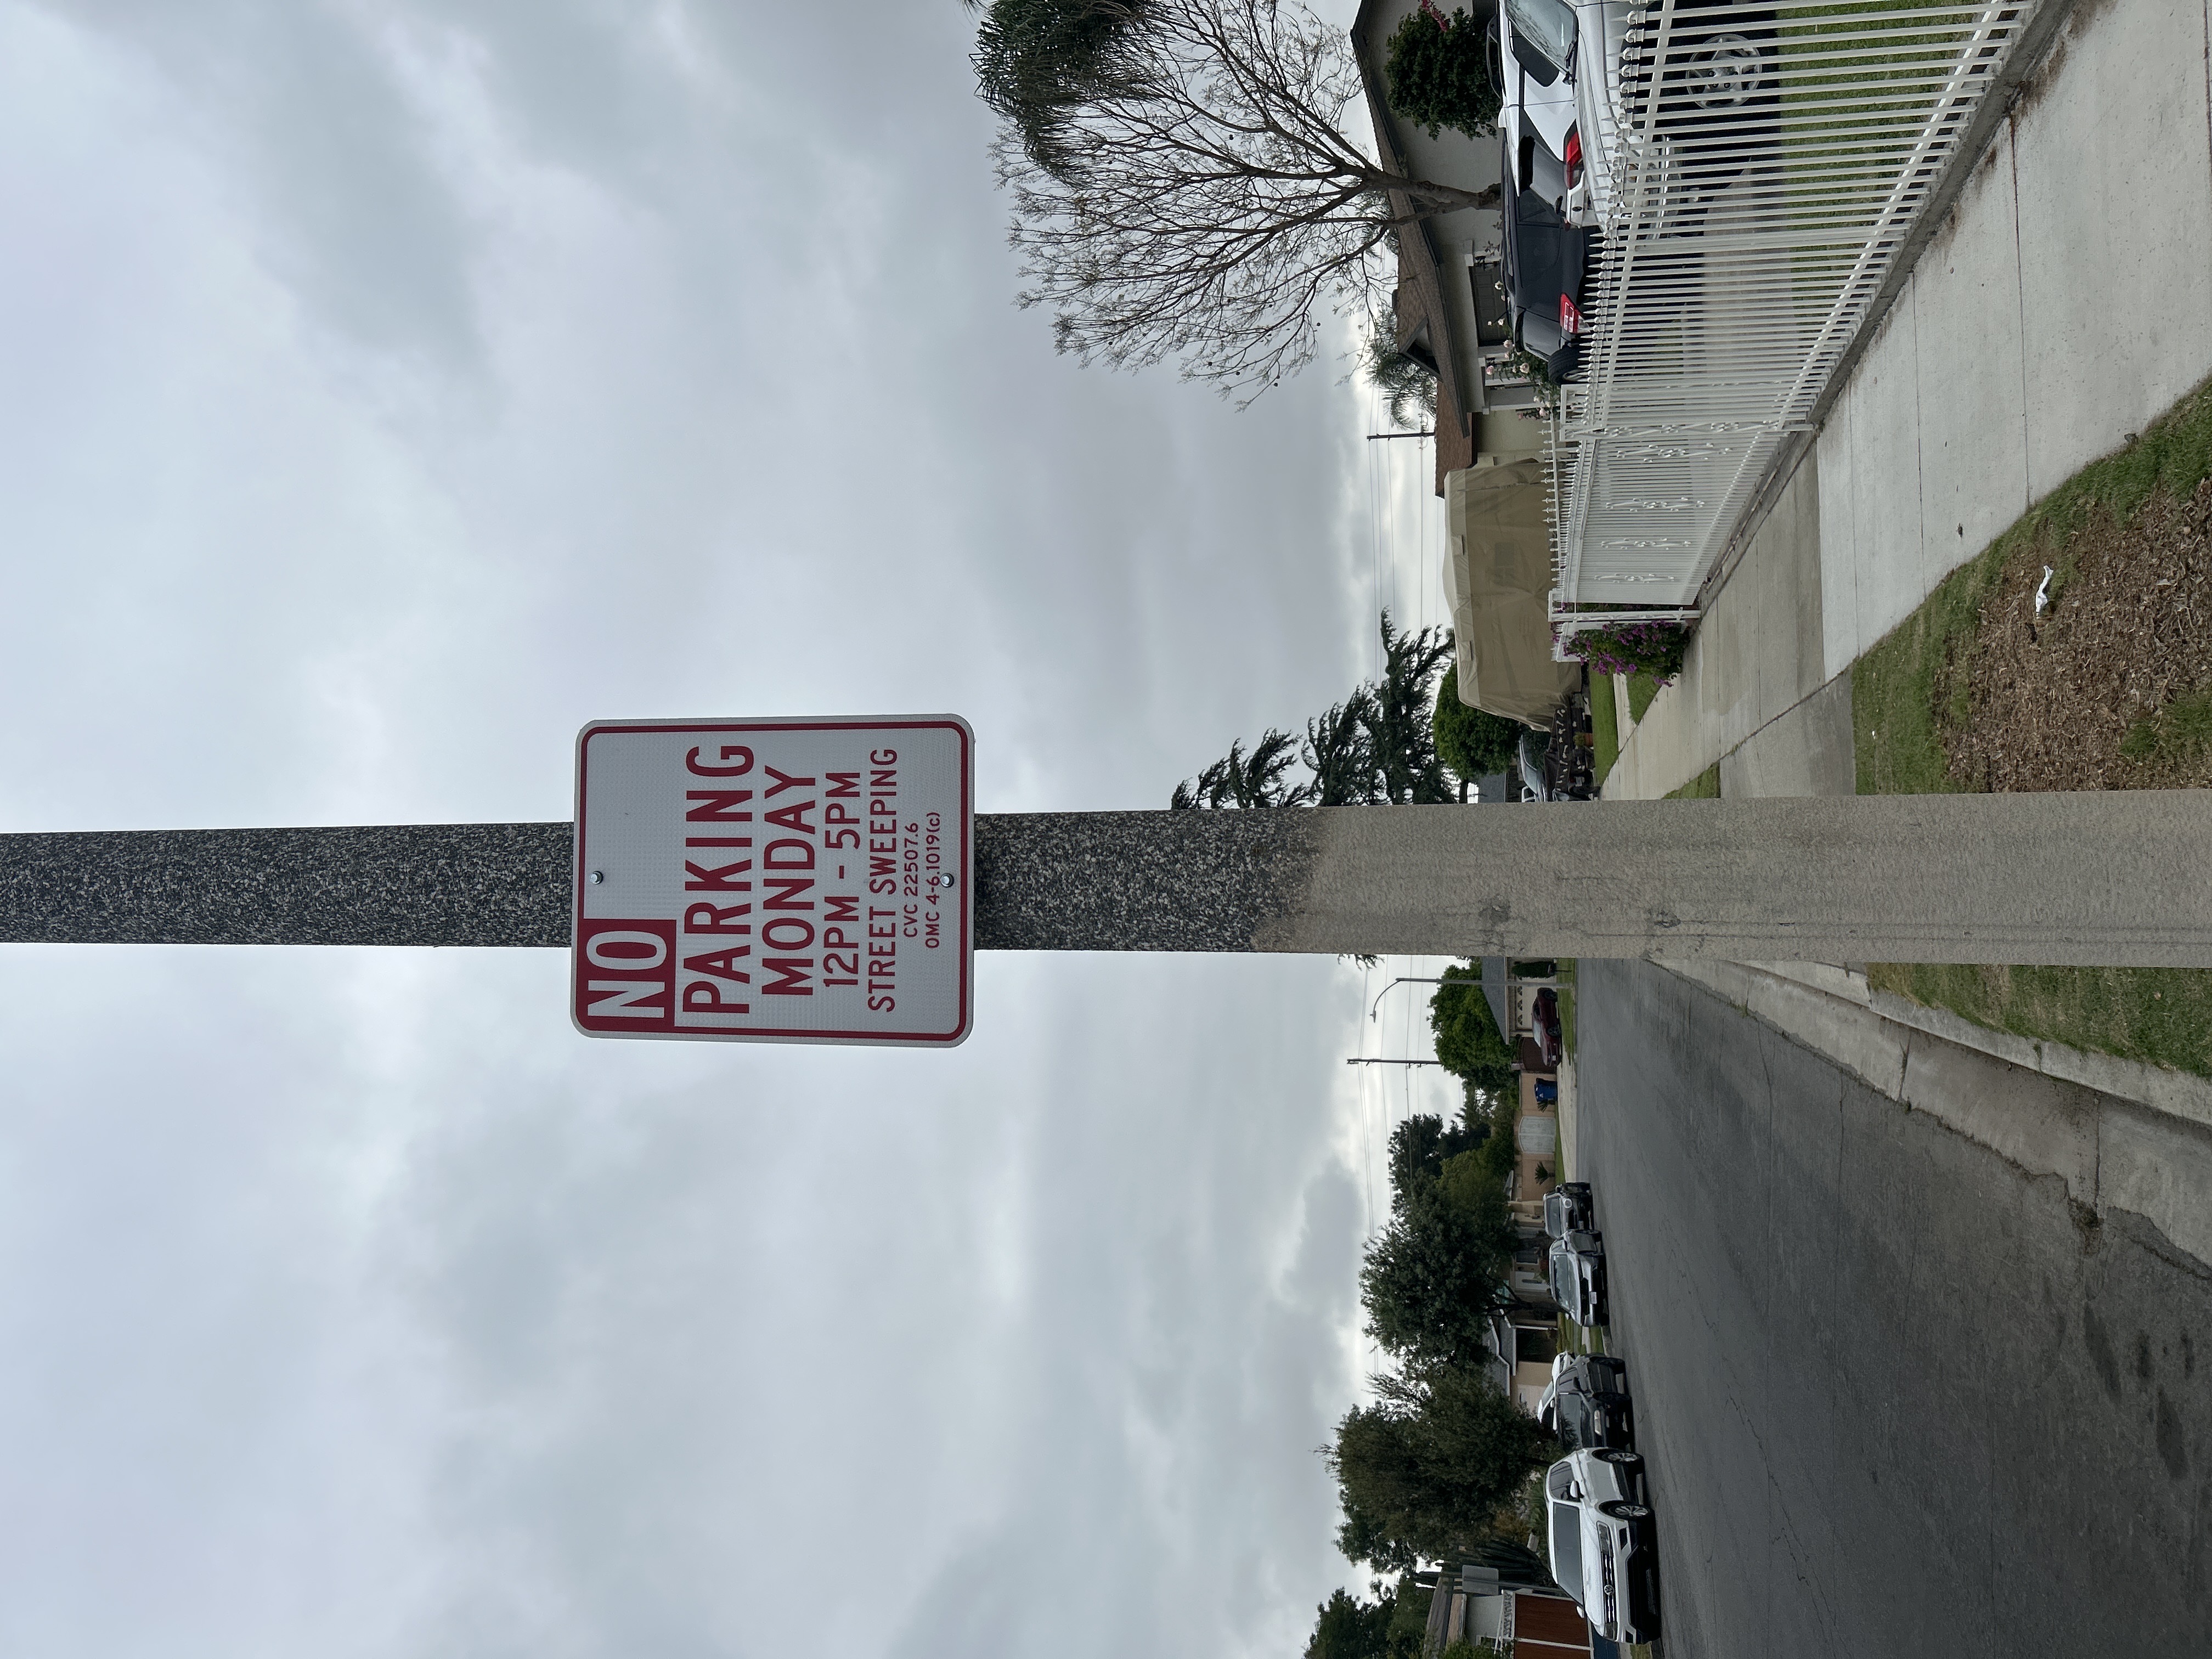 NO
PARKING
MONDAY
12PM - 5PM
STREET SWEEPING
CVC 22507.6
OMC 4-6.1019(c)